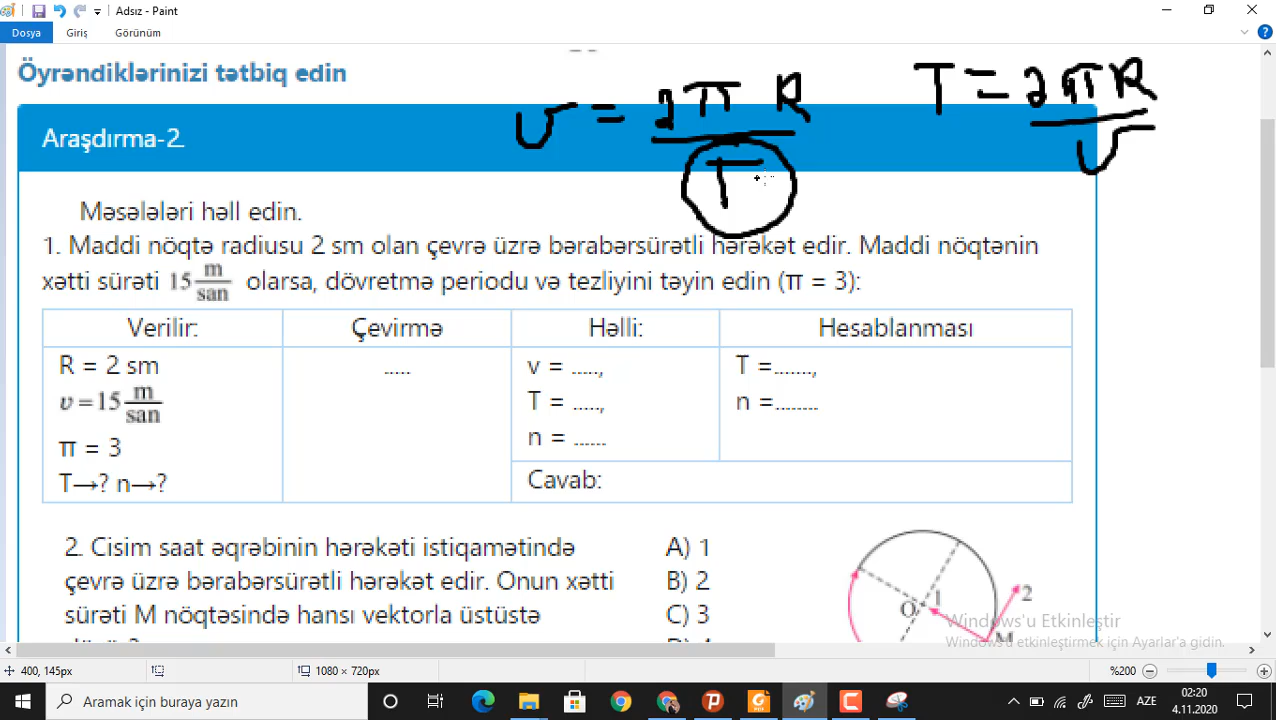 Adsız - Paint
Dosya Giriş Görünüm
Öyrəndiklərinizi tətbiq edin
υ = 2πR / T
T = 2πR / υ
Araşdırma-2
Məsələləri həll edin.
1. Maddi nöqtə radiusu 2 sm olan çevrə üzrə bərabərsürətli hərəkət edir. Maddi nöqtənin
xətti sürəti 15 m/san olarsa, dövretmə periodu və tezliyini təyin edin (π = 3):
Verilir: Çevirmə Həlli: Hesablanması
R = 2 sm ..... v = ....., T =.......,
υ = 15 m/san T = ....., n =........
π = 3 n = ......
T→? n→? Cavab:
2. Cisim saat əqrəbinin hərəkəti istiqamətində A) 1
çevrə üzrə bərabərsürətli hərəkət edir. Onun xətti B) 2
sürəti M nöqtəsində hansı vektorla üstüstə C) 3
O 1 2 M
Windows'u Etkinleştir
Windows'u etkinleştirmek için Ayarlar'a gidin.
400, 145px 1080 × 720px %200
Aramak için buraya yazın AZE 02:20
4.11.2020